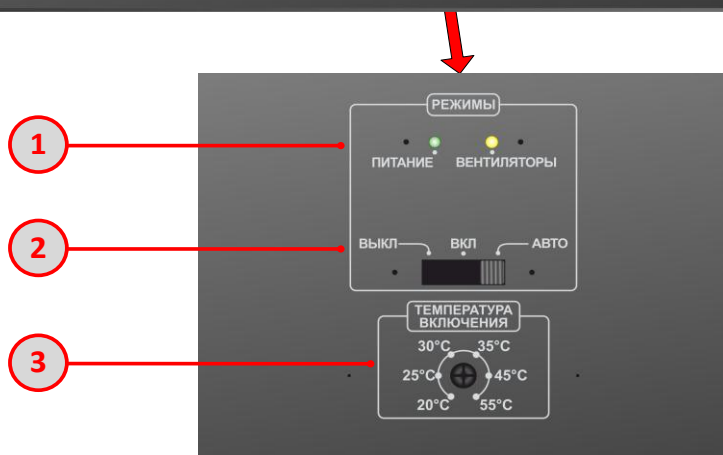 РЕЖИМЫ
1
ПИТАНИЕ ВЕНТИЛЯТОРЫ
2
ВЫКЛ ВКЛ АВТО
ТЕМПЕРАТУРА
ВКЛЮЧЕНИЯ
30°C 35°C
3
25°C 45°C
20°C 55°C